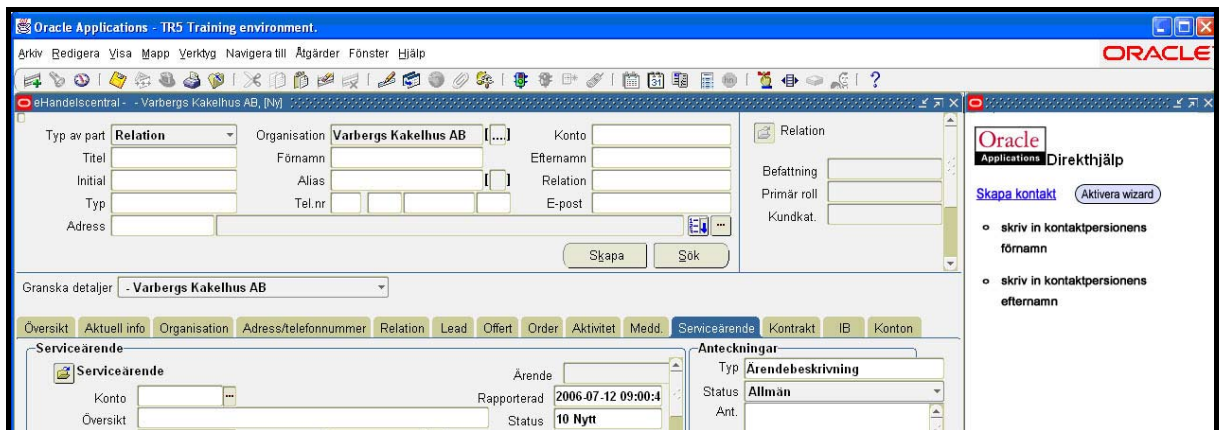 Oracle Applications - TR5 Training environment.
Arkiv Redigera Visa Mapp Verktyg Navigera till Åtgärder Fönster Hjälp
ORACLE
eHandelscentral - - Varbergs Kakelhus AB, [Ny]
Typ av part Relation Organisation Varbergs Kakelhus AB [....] Konto
Titel Förnamn Efternamn
Initial Alias [ ] Relation
Typ Tel.nr E-post
Adress ...
Skapa Sök
Relation
Befattning
Primär roll
Kundkat.
Granska detaljer - Varbergs Kakelhus AB
Översikt Aktuell info Organisation Adress/telefonnummer Relation Lead Offert Order Aktivitet Medd. Serviceärende Kontrakt IB Konton
Serviceärende
Serviceärende Ärende
Konto ... Rapporterad 2006-07-12 09:00:4
Översikt Status 10 Nytt
Anteckningar
Typ Ärendebeskrivning
Status Allmän
Ant.
Oracle
Applications Direkthjälp
Skapa kontakt Aktivera wizard
o skriv in kontaktpersionens
förnamn
o skriv in kontaktpersionens
efternamn